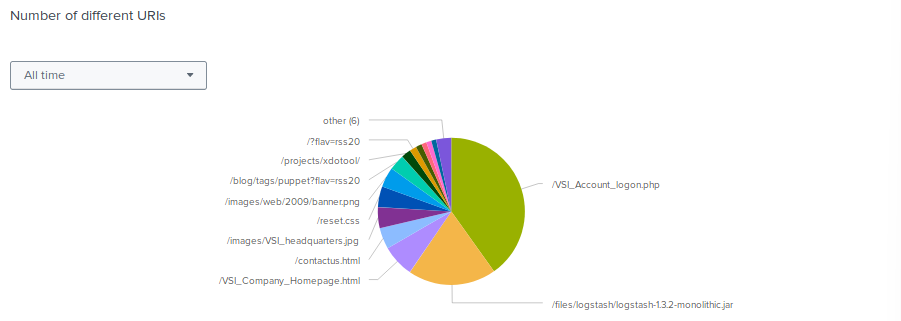 Number of different URIs
All time
other (6)
/?flav=rss20
/projects/xdotool/
/blog/tags/puppet?flav=rss20
/images/web/2009/banner.png
/reset.css
/images/VSI_headquarters.jpg
/contactus.html
/VSI_Company_Homepage.html
/VSI_Account_logon.php
/files/logstash/logstash-1.3.2-monolithic.jar